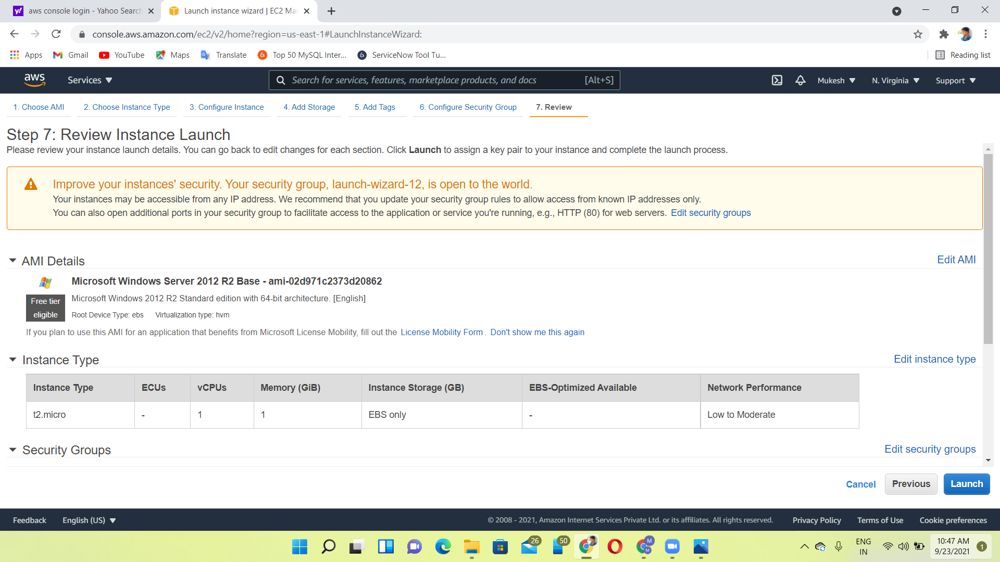 aws console login - Yahoo Search
Launch instance wizard | EC2 Ma
console.aws.amazon.com/ec2/v2/home?region=us-east-1#LaunchInstanceWizard:
Apps Gmail YouTube Maps Translate Top 50 MySQL Inter... ServiceNow Tool Tu... Reading list
aws Services Search for services, features, marketplace products, and docs [Alt+S] Mukesh N. Virginia Support
1. Choose AMI 2. Choose Instance Type 3. Configure Instance 4. Add Storage 5. Add Tags 6. Configure Security Group 7. Review
Step 7: Review Instance Launch
Please review your instance launch details. You can go back to edit changes for each section. Click Launch to assign a key pair to your instance and complete the launch process.
Improve your instances' security. Your security group, launch-wizard-12, is open to the world.
Your instances may be accessible from any IP address. We recommend that you update your security group rules to allow access from known IP addresses only.
You can also open additional ports in your security group to facilitate access to the application or service you're running, e.g., HTTP (80) for web servers. Edit security groups
AMI Details Edit AMI
Microsoft Windows Server 2012 R2 Base - ami-02d971c2373d20862
Free tier
eligible
Microsoft Windows 2012 R2 Standard edition with 64-bit architecture. [English]
Root Device Type: ebs Virtualization type: hvm
If you plan to use this AMI for an application that benefits from Microsoft License Mobility, fill out the License Mobility Form. Don't show me this again
Instance Type Edit instance type
Instance Type ECUs vCPUs Memory (GiB) Instance Storage (GB) EBS-Optimized Available Network Performance
t2.micro - 1 1 EBS only - Low to Moderate
Security Groups Edit security groups
Cancel Previous Launch
Feedback English (US) © 2008 - 2021, Amazon Internet Services Private Ltd. or its affiliates. All rights reserved. Privacy Policy Terms of Use Cookie preferences
26 50 M M
ENG
IN
10:47 AM
9/23/2021
1